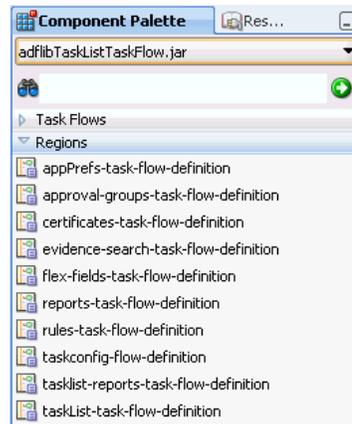 Component Palette Res...
adflibTaskListTaskFlow.jar
Task Flows
Regions
appPrefs-task-flow-definition
approval-groups-task-flow-definition
certificates-task-flow-definition
evidence-search-task-flow-definition
flex-fields-task-flow-definition
reports-task-flow-definition
rules-task-flow-definition
taskconfig-flow-definition
tasklist-reports-task-flow-definition
taskList-task-flow-definition